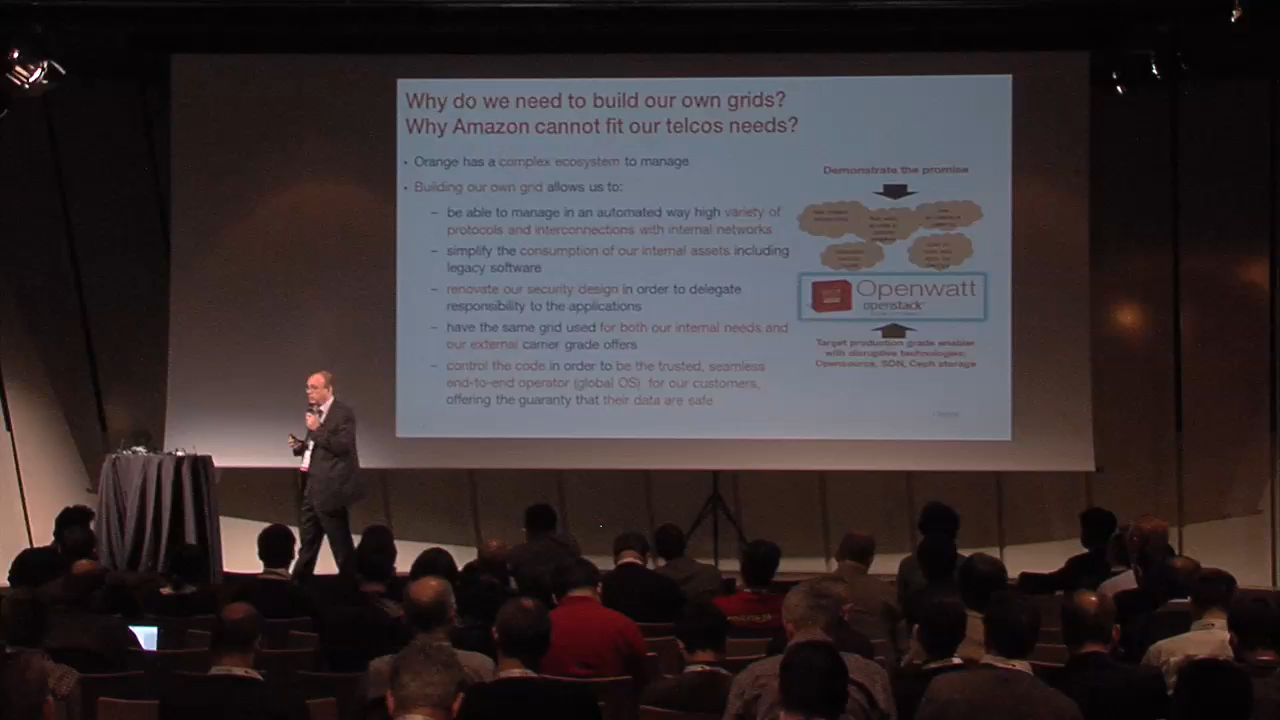 Why do we need to build our own grids?
Why Amazon cannot fit our telcos needs?
• Orange has a complex ecosystem to manage
• Building our own grid allows us to:
– be able to manage in an automated way high variety of
protocols and interconnections with internal networks
– simplify the consumption of our internal assets including
legacy software
– renovate our security design in order to delegate
responsibility to the applications
– have the same grid used for both our internal needs and
our external carrier grade offers
– control the code in order to be the trusted, seamless
end-to-end operator (global OS) for our customers,
offering the guaranty that their data are safe
Demonstrate the promise
Openwatt
openstack
Target production grade enabler
with disruptive technologies,
Opensource, SDN, Ceph storage